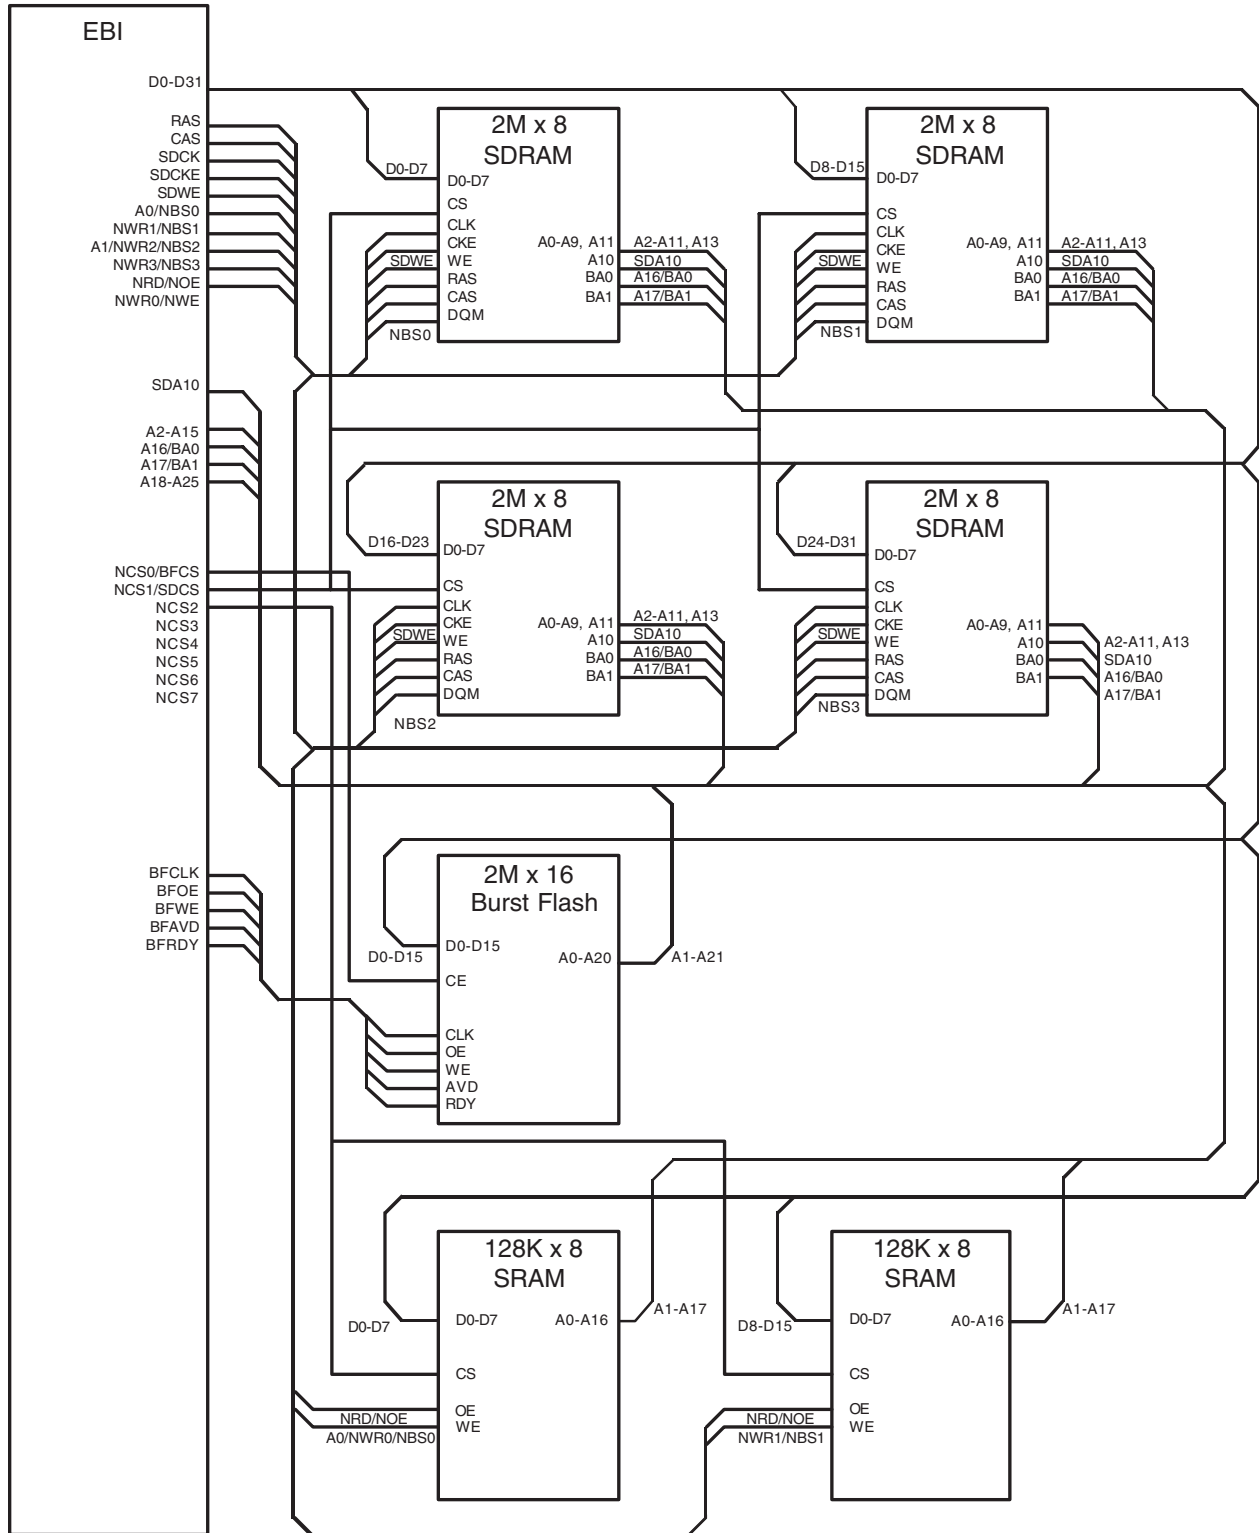 EBI
D0-D31
RAS
CAS
SDCK
SDCKE
SDWE
A0/NBS0
NWR1/NBS1
A1/NWR2/NBS2
NWR3/NBS3
NRD/NOE
NWR0/NWE
SDA10
A2-A15
A16/BA0
A17/BA1
A18-A25
NCS0/BFCS
NCS1/SDCS
NCS2
NCS3
NCS4
NCS5
NCS6
NCS7
BFCLK
BFOE
BFWE
BFAVD
BFRDY
2M x 8
SDRAM
D0-D7
D0-D7
CS
CLK
CKE
SDWE
WE
RAS
CAS
DQM
NBS0
A0-A9, A11
A10
BA0
BA1
A2-A11, A13
SDA10
A16/BA0
A17/BA1
2M x 8
SDRAM
D8-D15
D0-D7
CS
CLK
CKE
SDWE
WE
RAS
CAS
DQM
NBS1
A0-A9, A11
A10
BA0
BA1
A2-A11, A13
SDA10
A16/BA0
A17/BA1
2M x 8
SDRAM
D16-D23
D0-D7
CS
CLK
CKE
SDWE
WE
RAS
CAS
DQM
NBS2
A0-A9, A11
A10
BA0
BA1
A2-A11, A13
SDA10
A16/BA0
A17/BA1
2M x 8
SDRAM
D24-D31
D0-D7
CS
CLK
CKE
SDWE
WE
RAS
CAS
DQM
NBS3
A0-A9, A11
A10
BA0
BA1
A2-A11, A13
SDA10
A16/BA0
A17/BA1
2M x 16
Burst Flash
D0-D15
D0-D15
CE
CLK
OE
WE
AVD
RDY
A0-A20
A1-A21
128K x 8
SRAM
D0-D7
D0-D7
CS
OE
WE
NRD/NOE
A0/NWR0/NBS0
A0-A16
A1-A17
128K x 8
SRAM
D8-D15
D0-D7
CS
OE
WE
NRD/NOE
NWR1/NBS1
A0-A16
A1-A17